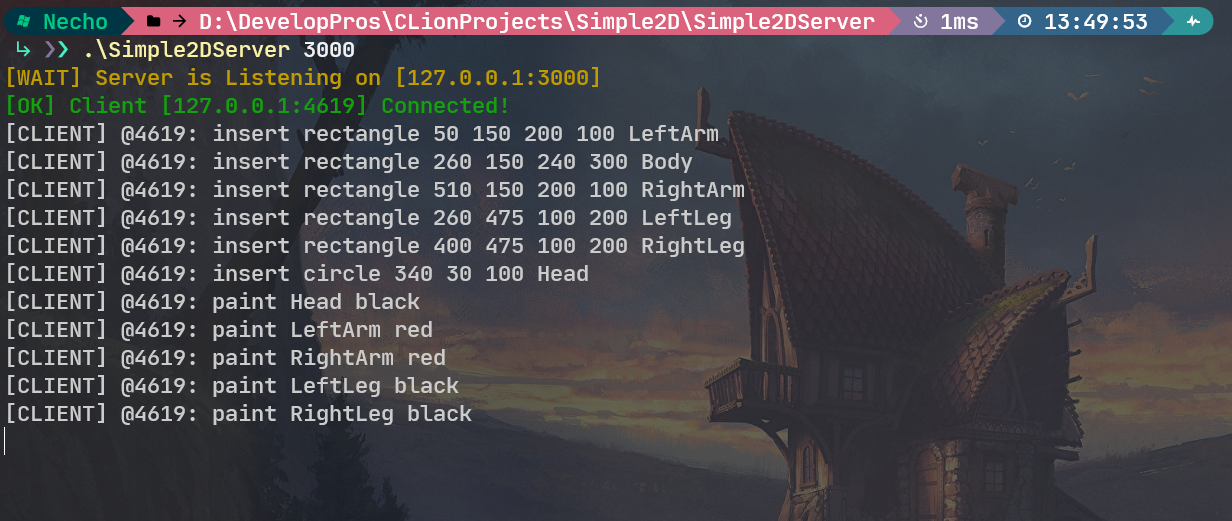 Necho → D:\DevelopPros\CLionProjects\Simple2D\Simple2DServer 1ms 13:49:53
↳ ❯❯ .\Simple2DServer 3000
[WAIT] Server is Listening on [127.0.0.1:3000]
[OK] Client [127.0.0.1:4619] Connected!
[CLIENT] @4619: insert rectangle 50 150 200 100 LeftArm
[CLIENT] @4619: insert rectangle 260 150 240 300 Body
[CLIENT] @4619: insert rectangle 510 150 200 100 RightArm
[CLIENT] @4619: insert rectangle 260 475 100 200 LeftLeg
[CLIENT] @4619: insert rectangle 400 475 100 200 RightLeg
[CLIENT] @4619: insert circle 340 30 100 Head
[CLIENT] @4619: paint Head black
[CLIENT] @4619: paint LeftArm red
[CLIENT] @4619: paint RightArm red
[CLIENT] @4619: paint LeftLeg black
[CLIENT] @4619: paint RightLeg black